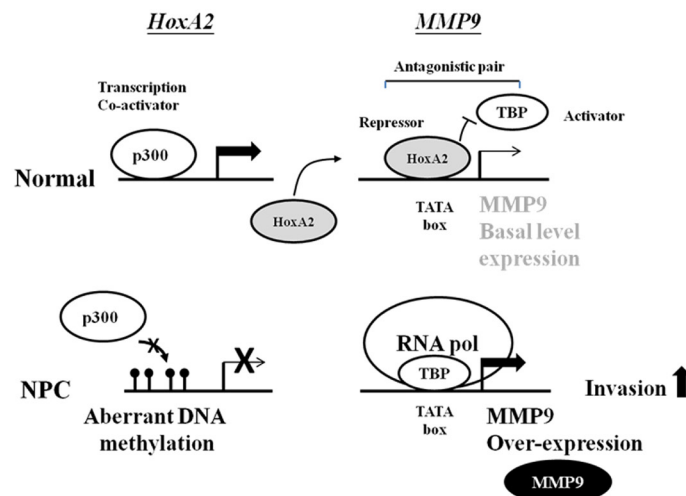 HoxA2
MMP9
Antagonistic pair
Transcription
Co-activator
Repressor
TBP
Activator
p300
HoxA2
Normal
HoxA2
TATA
box
MMP9
Basal level
expression
p300
X
X
RNA pol
TBP
NPC
Aberrant DNA
methylation
TATA
box
MMP9
Over-expression
Invasion
MMP9